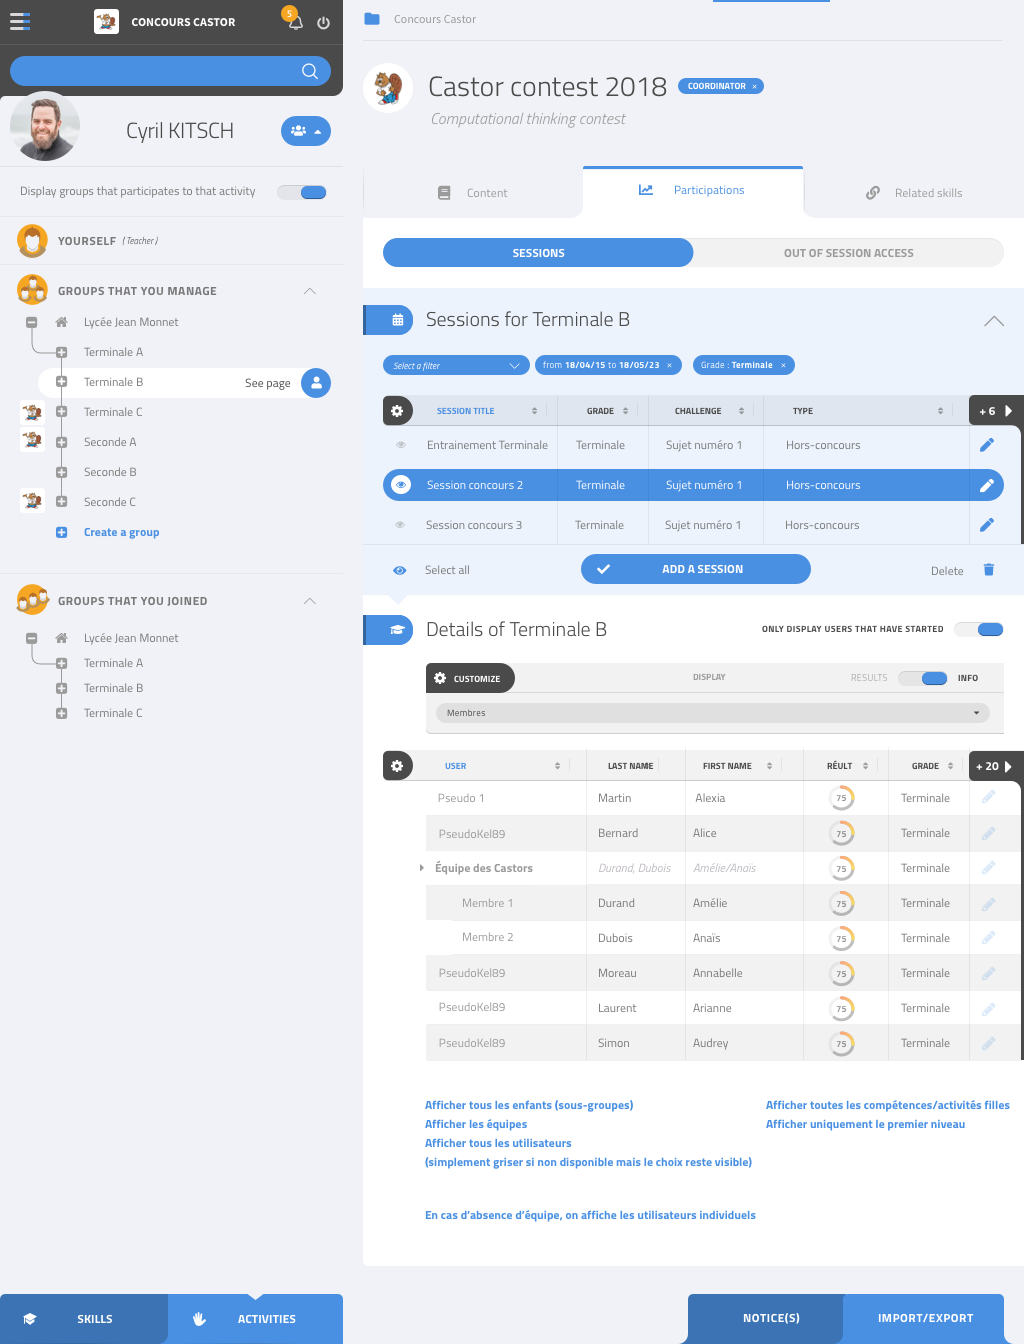 CONCOURS CASTOR
5
Cyril KITSCH
Display groups that participates to that activity
YOURSELF (Teacher)
GROUPS THAT YOU MANAGE
Lycée Jean Monnet
Terminale A
Terminale B
See page
Terminale C
Seconde A
Seconde B
Seconde C
Create a group
GROUPS THAT YOU JOINED
Lycée Jean Monnet
Terminale A
Terminale B
Terminale C
SKILLS
ACTIVITIES
Concours Castor
Castor contest 2018
COORDINATOR ×
Computational thinking contest
Content
Participations
Related skills
SESSIONS
OUT OF SESSION ACCESS
Sessions for Terminale B
Select a filter
from 18/04/15 to 18/05/23 ×
Grade : Terminale ×
SESSION TITLE GRADE CHALLENGE TYPE + 6
Entrainement Terminale Terminale Sujet numéro 1 Hors-concours
Session concours 2 Terminale Sujet numéro 1 Hors-concours
Session concours 3 Terminale Sujet numéro 1 Hors-concours
Select all
ADD A SESSION
Delete
Details of Terminale B
ONLY DISPLAY USERS THAT HAVE STARTED
CUSTOMIZE
DISPLAY
RESULTS
INFO
Membres
USER LAST NAME FIRST NAME RÉULT GRADE + 20
Pseudo 1 Martin Alexia 75 Terminale
PseudoKel89 Bernard Alice 75 Terminale
Équipe des Castors Durand, Dubois Amélie/Anaïs 75 Terminale
Membre 1 Durand Amélie 75 Terminale
Membre 2 Dubois Anaïs 75 Terminale
PseudoKel89 Moreau Annabelle 75 Terminale
PseudoKel89 Laurent Arianne 75 Terminale
PseudoKel89 Simon Audrey 75 Terminale
Afficher tous les enfants (sous-groupes)
Afficher les équipes
Afficher tous les utilisateurs
(simplement griser si non disponible mais le choix reste visible)
Afficher toutes les compétences/activités filles
Afficher uniquement le premier niveau
En cas d'absence d'équipe, on affiche les utilisateurs individuels
NOTICE(S)
IMPORT/EXPORT